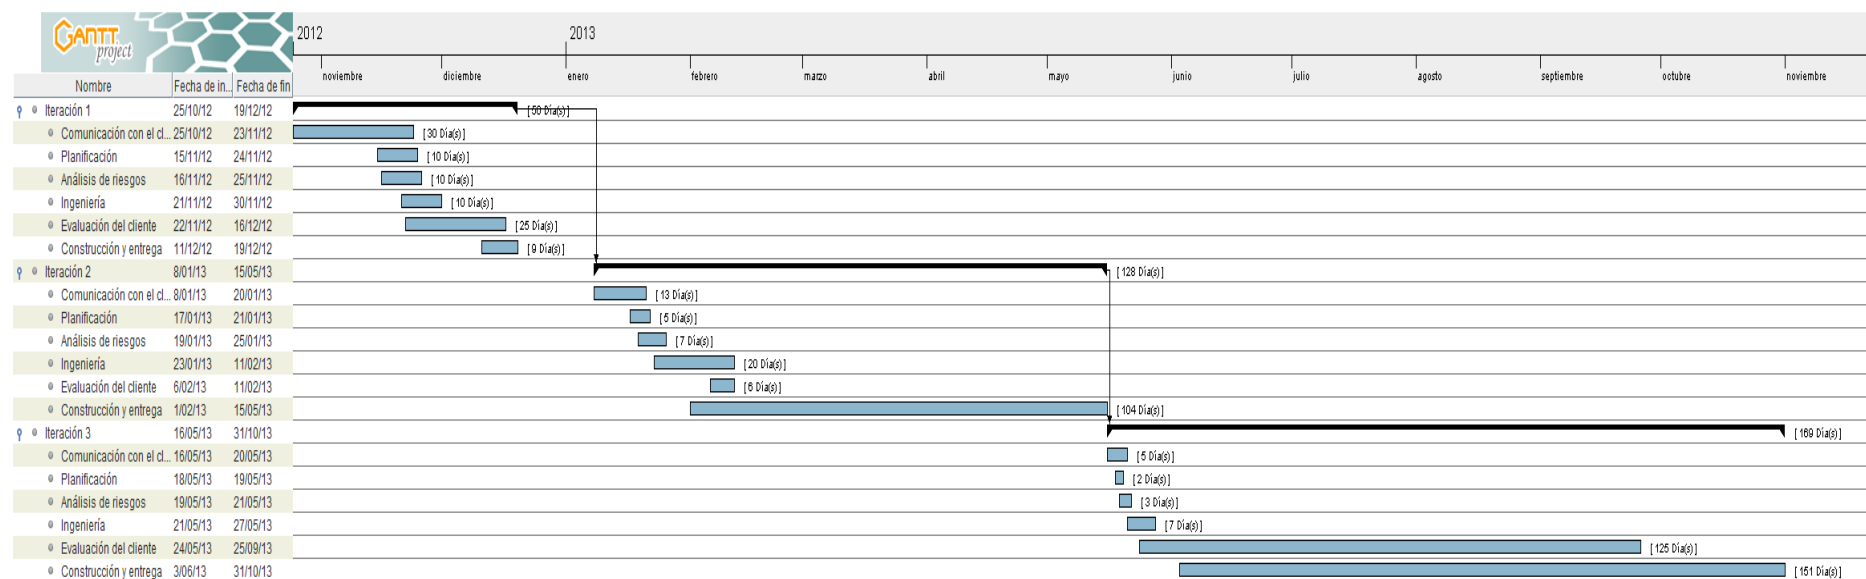 GANTT project
2012 2013
noviembre diciembre enero febrero marzo abril mayo junio julio agosto septiembre octubre noviembre
Nombre Fecha de in... Fecha de fin
Iteración 1 25/10/12 19/12/12 [ 56 Día(s) ]
Comunicación con el cl... 25/10/12 23/11/12 [ 30 Día(s) ]
Planificación 15/11/12 24/11/12 [ 10 Día(s) ]
Análisis de riesgos 16/11/12 25/11/12 [ 10 Día(s) ]
Ingeniería 21/11/12 30/11/12 [ 10 Día(s) ]
Evaluación del cliente 22/11/12 16/12/12 [ 25 Día(s) ]
Construcción y entrega 11/12/12 19/12/12 [ 9 Día(s) ]
Iteración 2 8/01/13 15/05/13 [ 128 Día(s) ]
Comunicación con el cl... 8/01/13 20/01/13 [ 13 Día(s) ]
Planificación 17/01/13 21/01/13 [ 5 Día(s) ]
Análisis de riesgos 19/01/13 25/01/13 [ 7 Día(s) ]
Ingeniería 23/01/13 11/02/13 [ 20 Día(s) ]
Evaluación del cliente 6/02/13 11/02/13 [ 6 Día(s) ]
Construcción y entrega 1/02/13 15/05/13 [ 104 Día(s) ]
Iteración 3 16/05/13 31/10/13 [ 169 Día(s) ]
Comunicación con el cl... 16/05/13 20/05/13 [ 5 Día(s) ]
Planificación 18/05/13 19/05/13 [ 2 Día(s) ]
Análisis de riesgos 19/05/13 21/05/13 [ 3 Día(s) ]
Ingeniería 21/05/13 27/05/13 [ 7 Día(s) ]
Evaluación del cliente 24/05/13 25/09/13 [ 125 Día(s) ]
Construcción y entrega 3/06/13 31/10/13 [ 151 Día(s) ]